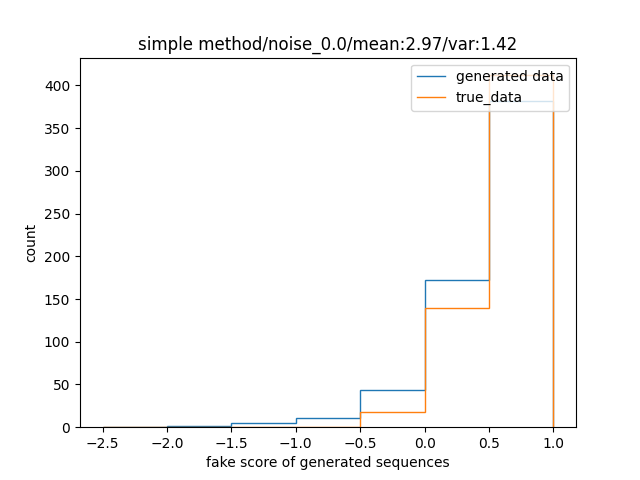 simple method/noise_0.0/mean:2.97/var:1.42
generated data
true_data
400
350
300
250
200
150
100
50
0
count
−2.5 −2.0 −1.5 −1.0 −0.5 0.0 0.5 1.0
fake score of generated sequences